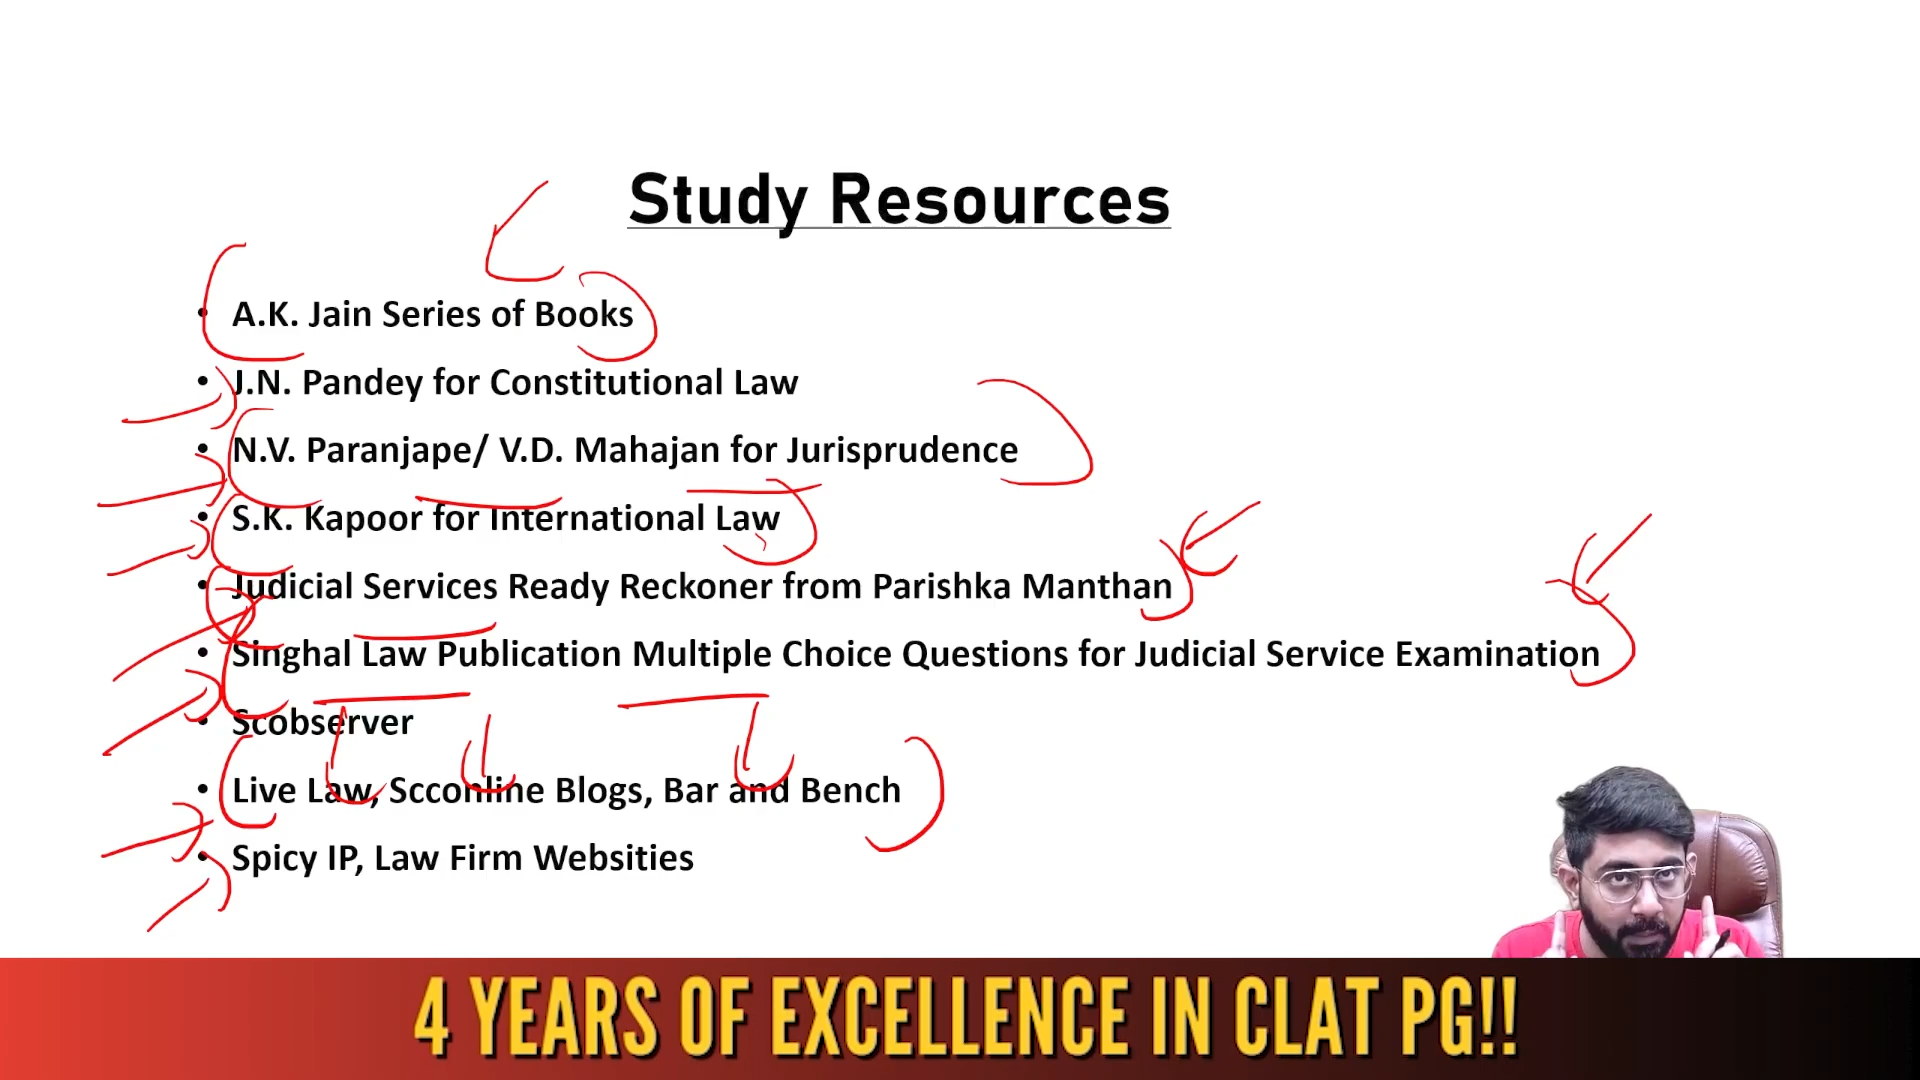 Study Resources
• A.K. Jain Series of Books
• J.N. Pandey for Constitutional Law
• N.V. Paranjape/ V.D. Mahajan for Jurisprudence
• S.K. Kapoor for International Law
• Judicial Services Ready Reckoner from Parishka Manthan
• Singhal Law Publication Multiple Choice Questions for Judicial Service Examination
• Scobserver
• Live Law, Scconline Blogs, Bar and Bench
• Spicy IP, Law Firm Websities
4 YEARS OF EXCELLENCE IN CLAT PG!!